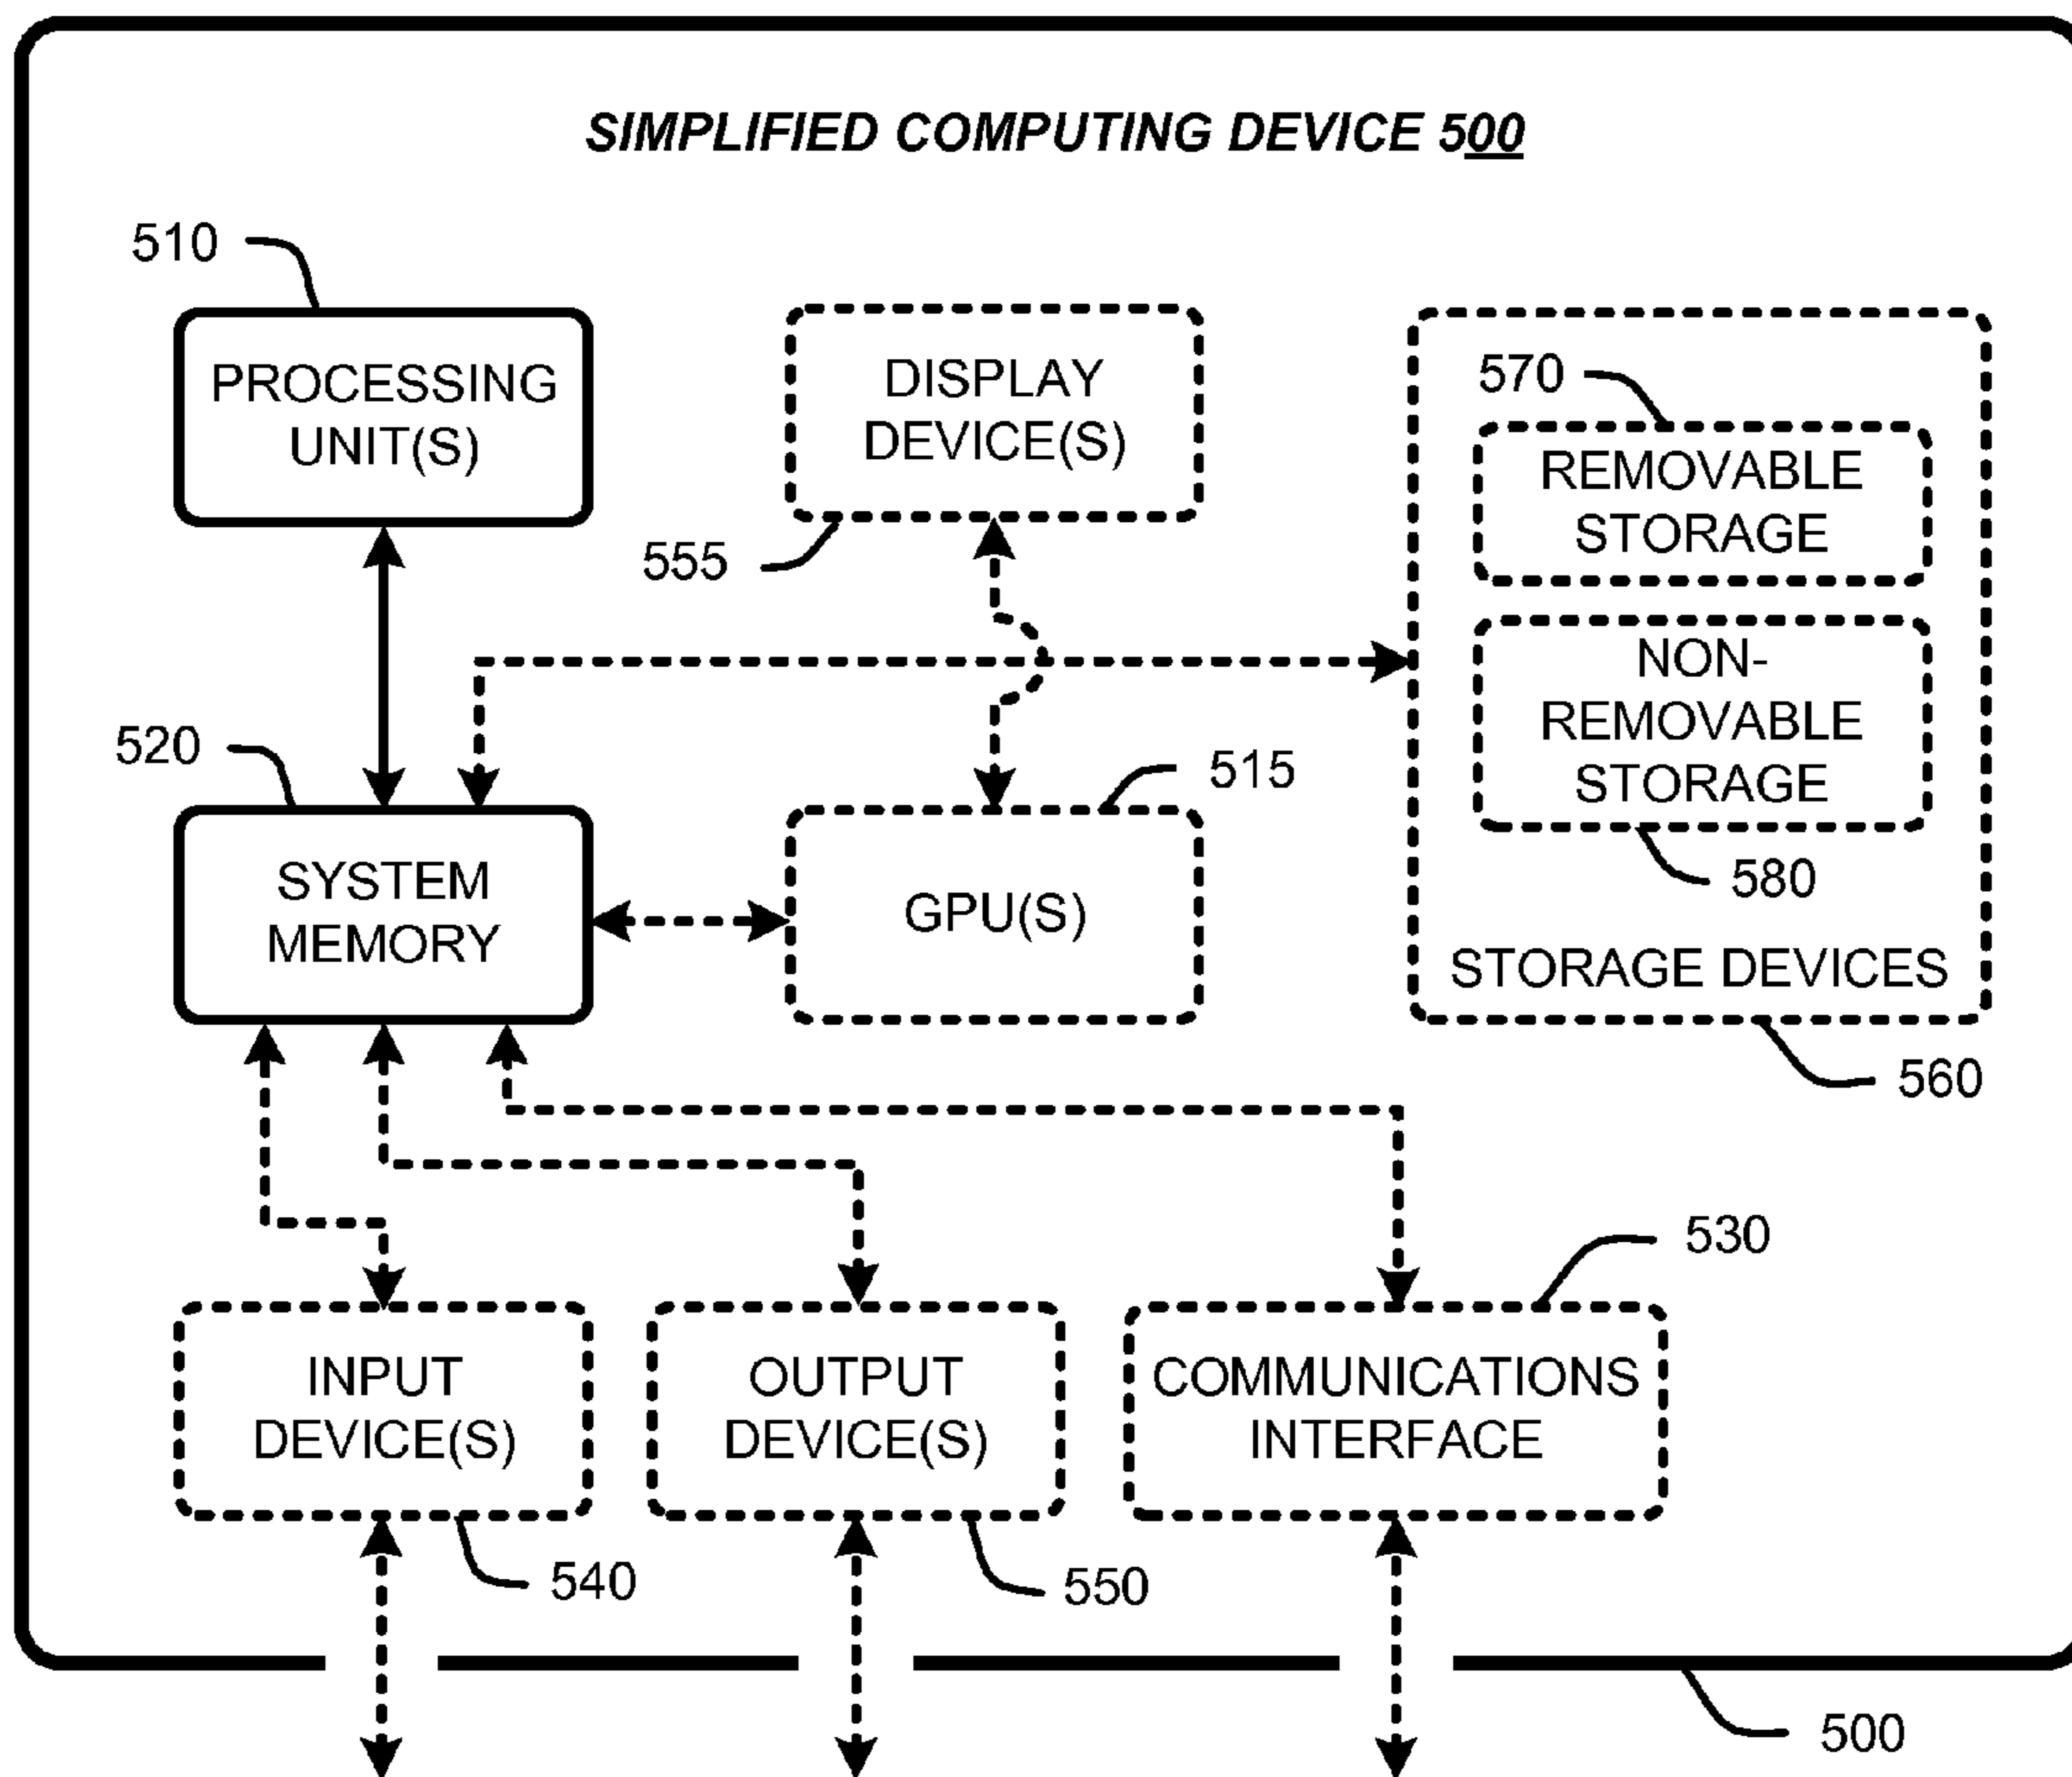 SIMPLIFIED COMPUTING DEVICE 500
510
PROCESSING
UNIT(S)
DISPLAY
DEVICE(S)
555
570
REMOVABLE
STORAGE
NON-
REMOVABLE
STORAGE
580
STORAGE DEVICES
560
520
SYSTEM
MEMORY
515
GPU(S)
530
INPUT
DEVICE(S)
OUTPUT
DEVICE(S)
COMMUNICATIONS
INTERFACE
540
550
500